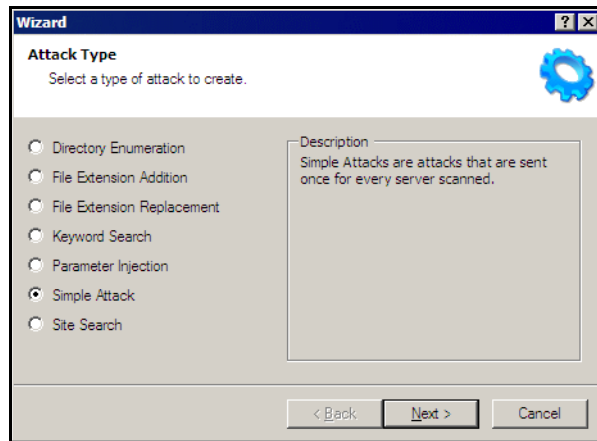 Wizard
Attack Type
Select a type of attack to create.
Directory Enumeration
File Extension Addition
File Extension Replacement
Keyword Search
Parameter Injection
Simple Attack
Site Search
Description
Simple Attacks are attacks that are sent
once for every server scanned.
< Back
Next >
Cancel